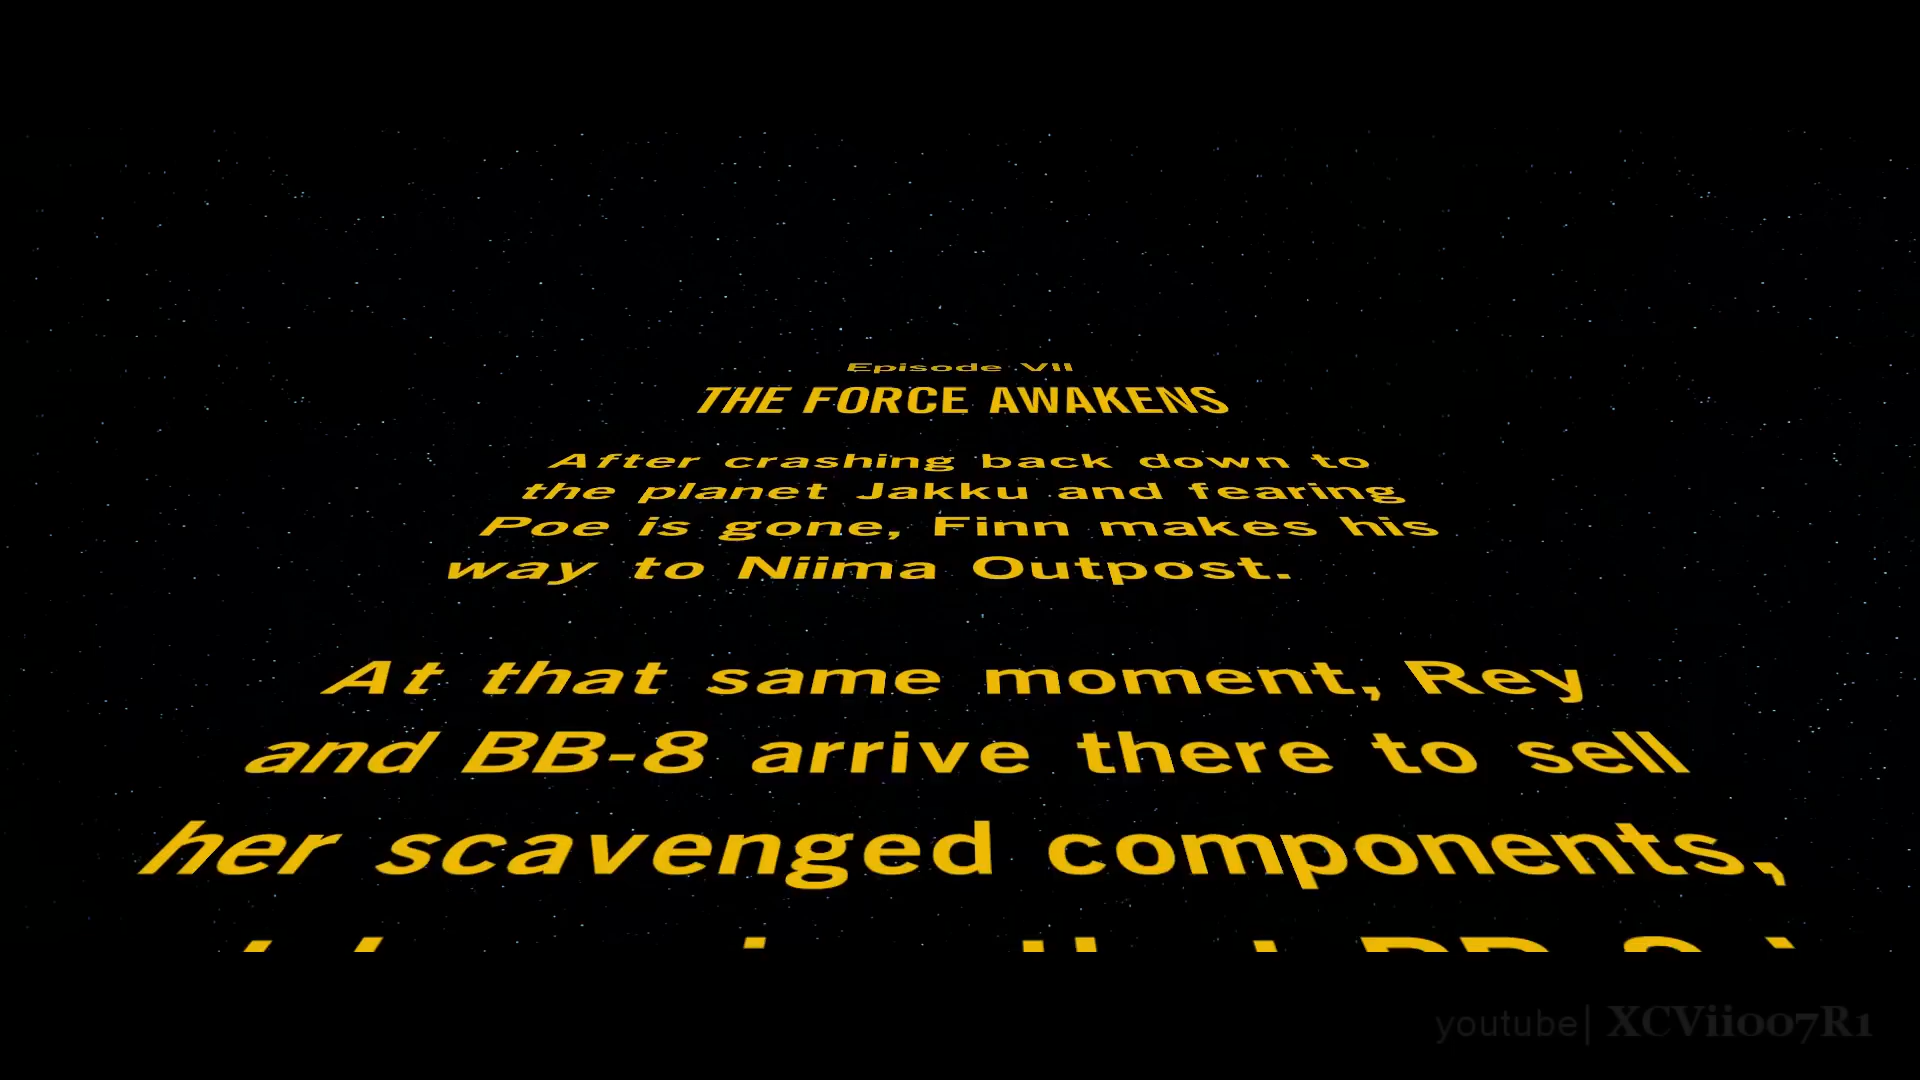 Episode VII
THE FORCE AWAKENS
After crashing back down to
the planet Jakku and fearing
Poe is gone, Finn makes his
way to Niima Outpost.
At that same moment, Rey
and BB-8 arrive there to sell
her scavenged components,
youtube| XCVii007R1